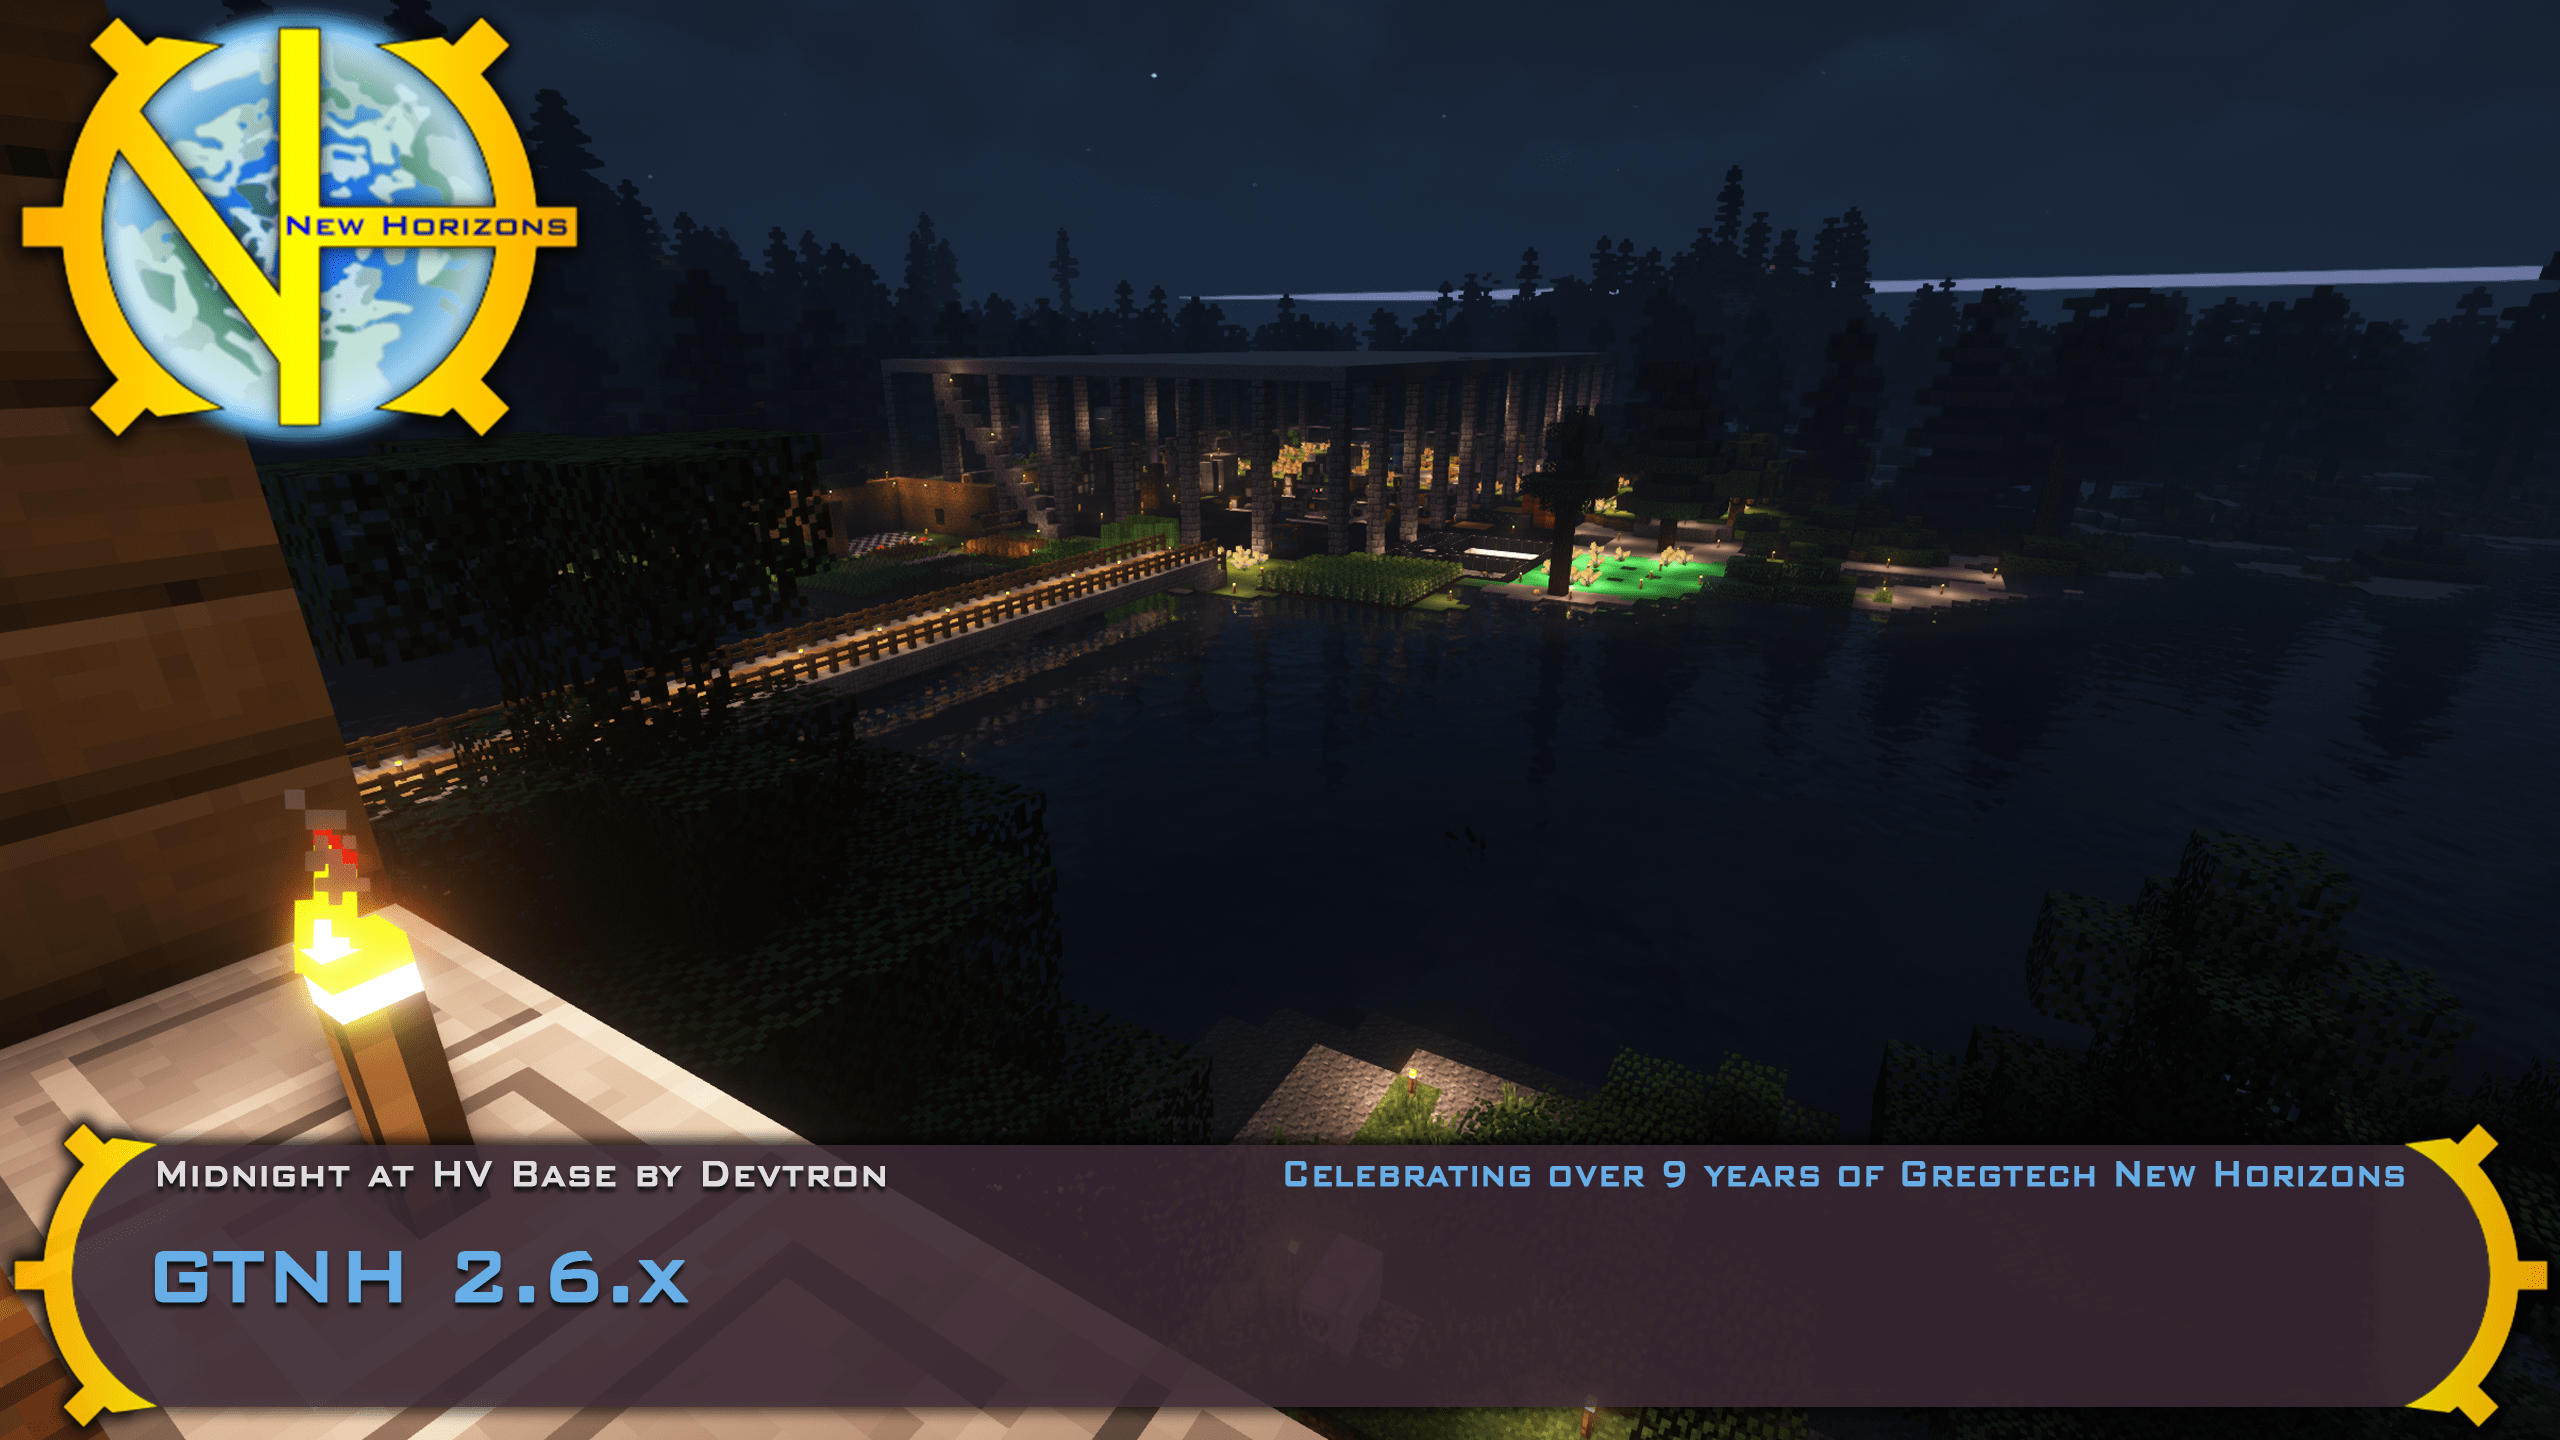 New Horizons
Midnight at HV Base by Devtron
Celebrating over 9 years of Gregtech New Horizons
GTNH 2.6.x